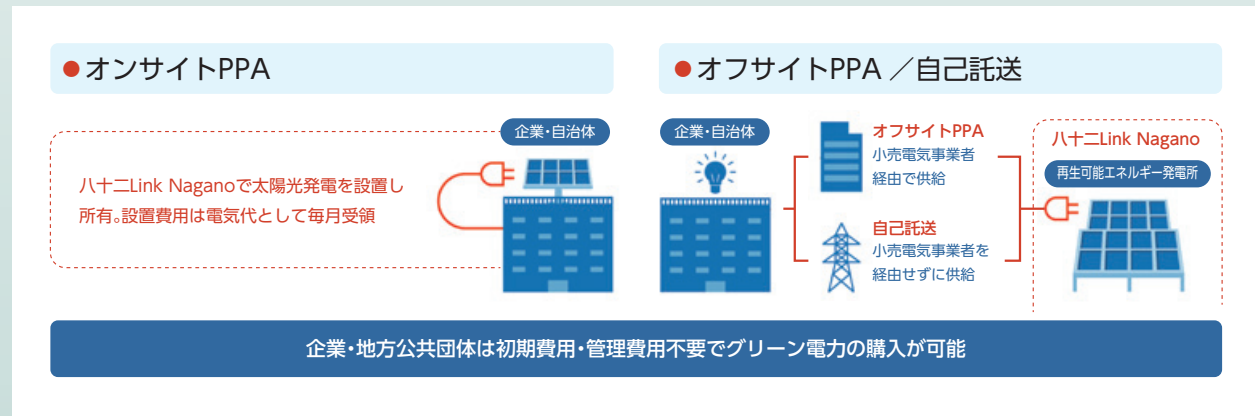 ●オンサイトPPA
企業・自治体
八十二Link Naganoで太陽光発電を設置し
所有。設置費用は電気代として毎月受領
●オフサイトPPA／自己託送
企業・自治体
オフサイトPPA
小売電気事業者
経由で供給
自己託送
小売電気事業者を
経由せずに供給
八十二Link Nagano
再生可能エネルギー発電所
企業・地方公共団体は初期費用・管理費用不要でグリーン電力の購入が可能